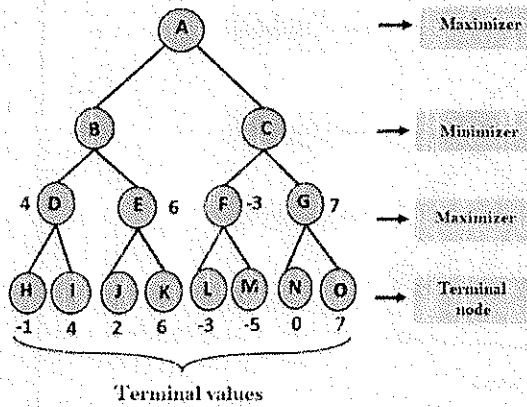 A
Maximizer
B
C
Minimizer
4 D
E 6
F -3
G 7
Maximizer
H I J K L M N O
Terminal
node
-1 4 2 6 -3 -5 0 7
Terminal values